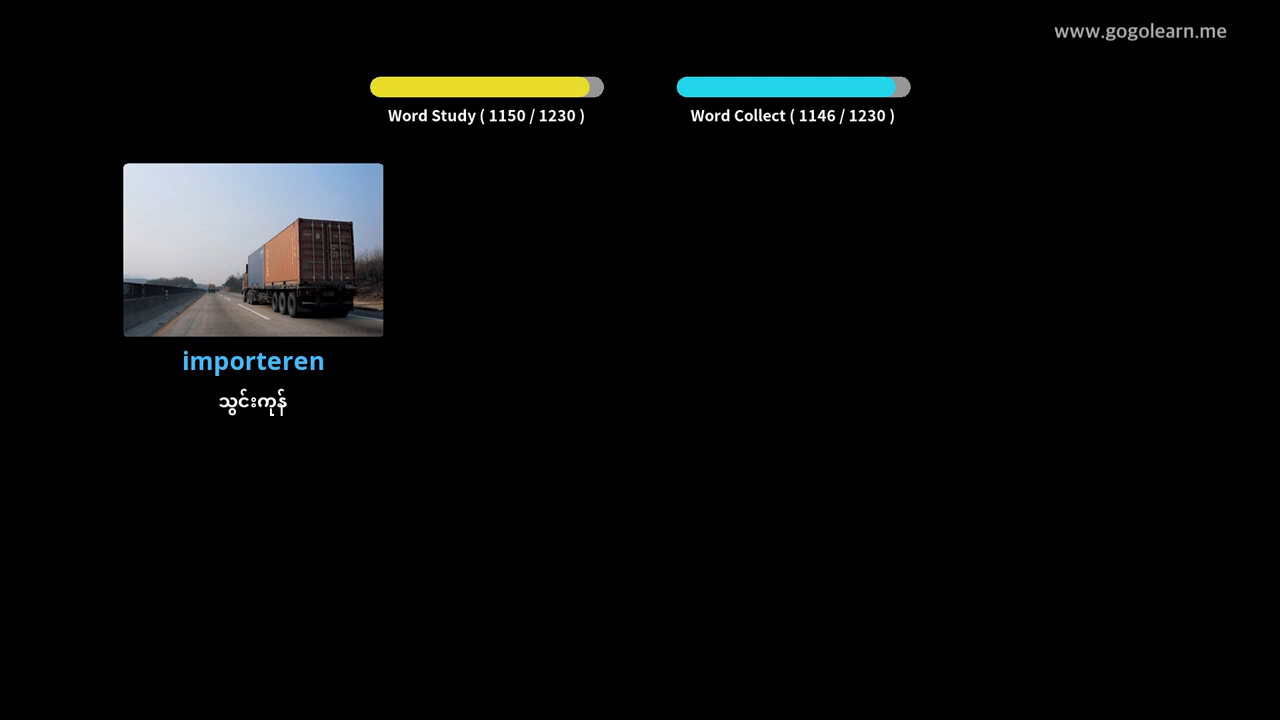 www.gogolearn.me
Word Study ( 1150 / 1230 )
Word Collect ( 1146 / 1230 )
importeren
သွင်းကုန်